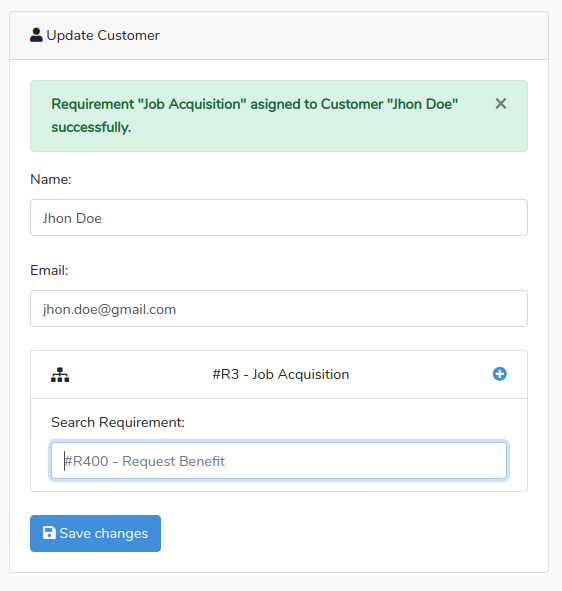 Update Customer
Requirement "Job Acquisition" asigned to Customer "Jhon Doe"
successfully.
Name:
Jhon Doe
Email:
jhon.doe@gmail.com
#R3 - Job Acquisition
Search Requirement:
#R400 - Request Benefit
Save changes